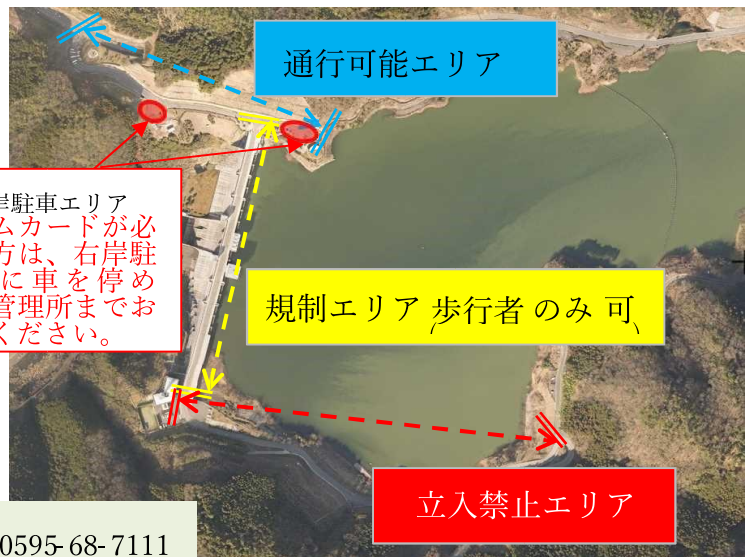 通行可能エリア
岸駐車エリア
ムカードが必
方は、右岸駐
に車を停め
管理所までお
ください。
規制エリア(歩行者のみ可)
立入禁止エリア
0595-68-7111